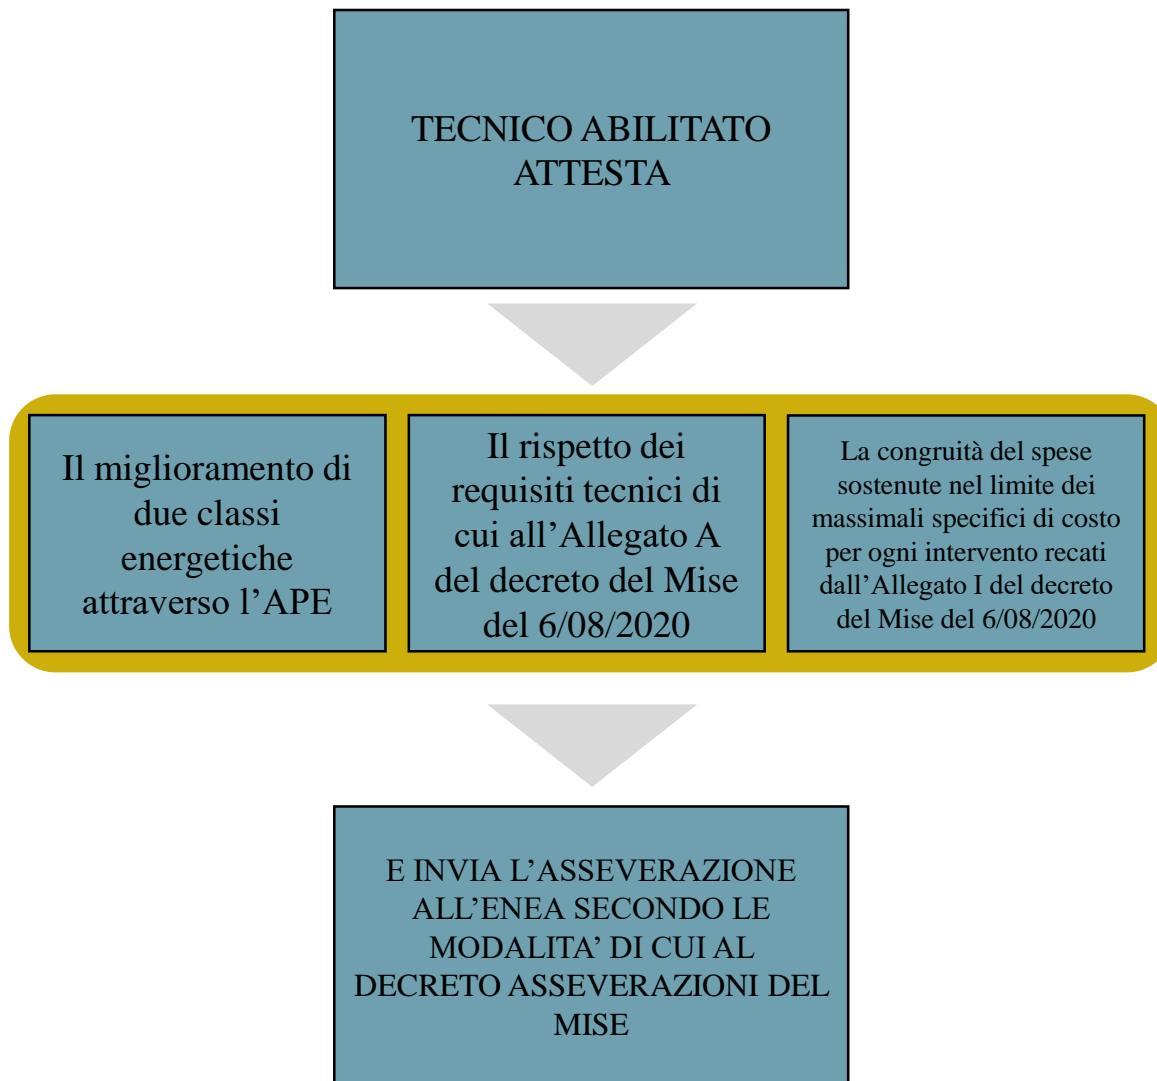 TECNICO ABILITATO
ATTESTA
Il miglioramento di
due classi
energetiche
attraverso l’APE
Il rispetto dei
requisiti tecnici di
cui all’Allegato A
del decreto del Mise
del 6/08/2020
La congruità del spese
sostenute nel limite dei
massimali specifici di costo
per ogni intervento recati
dall’Allegato I del decreto
del Mise del 6/08/2020
E INVIA L’ASSEVERAZIONE
ALL’ENEA SECONDO LE
MODALITA’ DI CUI AL
DECRETO ASSEVERAZIONI DEL
MISE